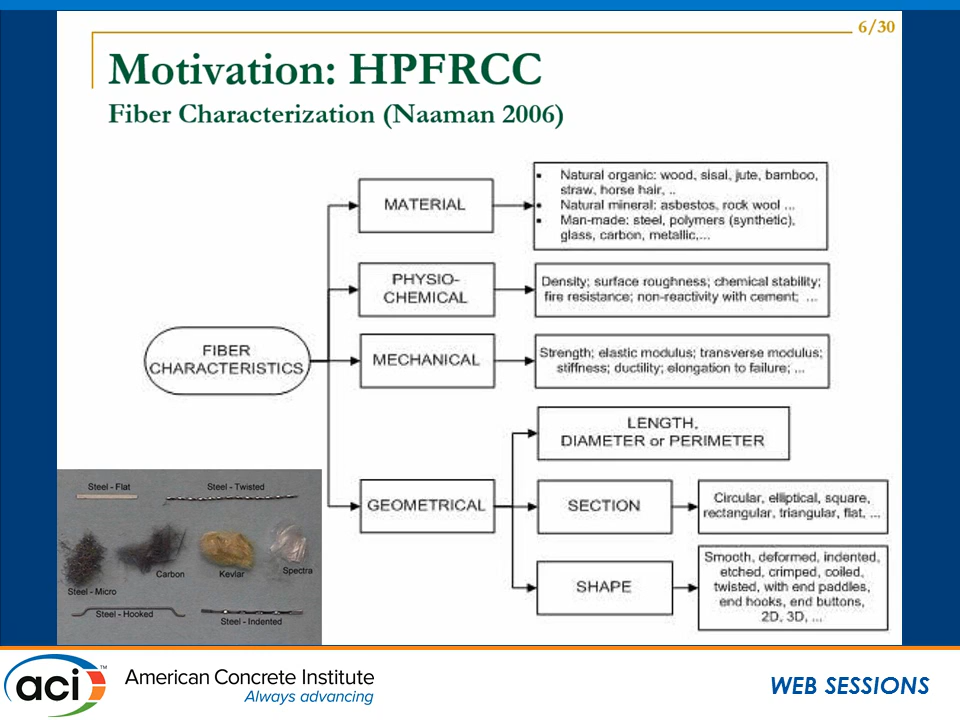 6/30
Motivation: HPFRCC
Fiber Characterization (Naaman 2006)
FIBER
CHARACTERISTICS
MATERIAL
• Natural organic: wood, sisal, jute, bamboo,
straw, horse hair, ..
• Natural mineral: asbestos, rock wool ...
• Man-made: steel, polymers (synthetic),
glass, carbon, metallic,...
PHYSIO-
CHEMICAL
Density; surface roughness; chemical stability;
fire resistance; non-reactivity with cement; ...
MECHANICAL
Strength; elastic modulus; transverse modulus;
stiffness; ductility; elongation to failure; ...
GEOMETRICAL
LENGTH,
DIAMETER or PERIMETER
SECTION
Circular, elliptical, square,
rectangular, triangular, flat, ...
SHAPE
Smooth, deformed, indented,
etched, crimped, coiled,
twisted, with end paddles,
end hooks, end buttons,
2D, 3D, ...
Steel - Flat
Steel - Twisted
Carbon
Kevlar
Spectra
Steel - Micro
Steel - Hooked
Steel - Indented
aci™
American Concrete Institute
Always advancing
WEB SESSIONS